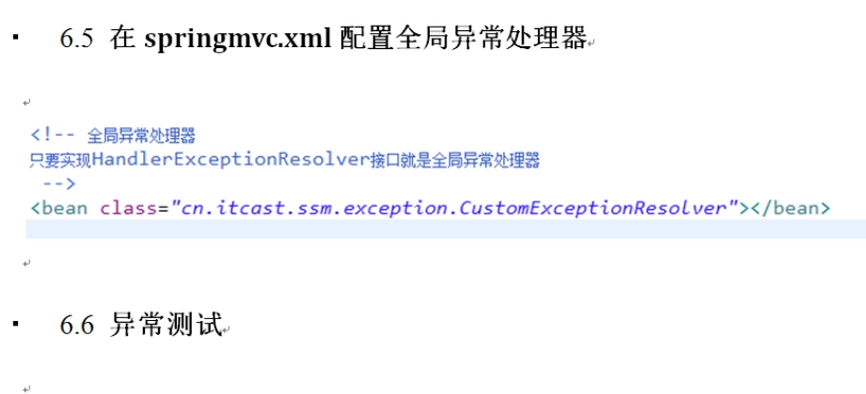 ▪ 6.5 在 springmvc.xml 配置全局异常处理器
<!-- 全局异常处理器
只要实现HandlerExceptionResolver接口就是全局异常处理器
-->
<bean class="cn.itcast.ssm.exception.CustomExceptionResolver"></bean>
▪ 6.6 异常测试